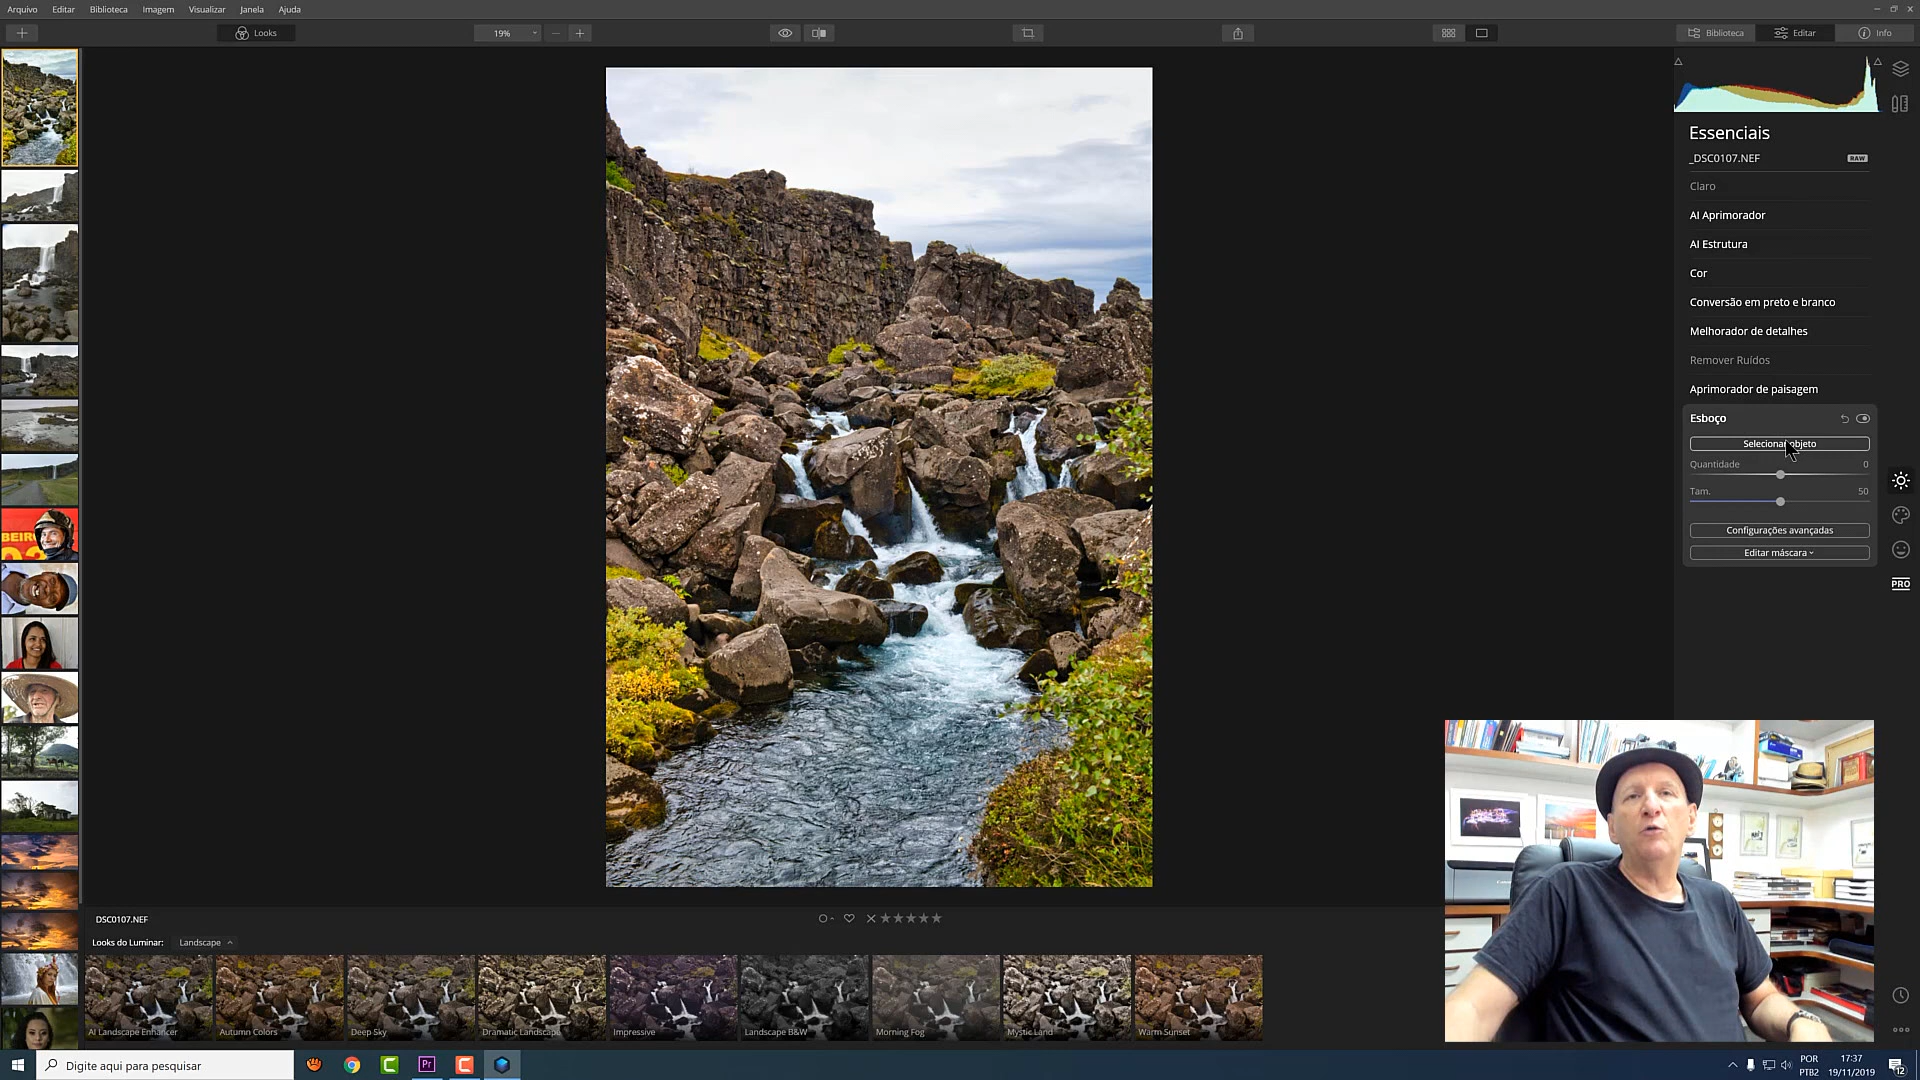 Arquivo Editar Biblioteca Imagem Visualizar Janela Ajuda
Looks 19% Biblioteca Editar Info
Essenciais
_DSC0107.NEF RAW
Claro
AI Aprimorador
AI Estrutura
Cor
Conversão em preto e branco
Melhorador de detalhes
Remover Ruídos
Aprimorador de paisagem
Esboço
Selecionar objeto
Quantidade 0
Tam. 50
Configurações avançadas
Editar máscara
PRO
DSC0107.NEF
Looks do Luminar: Landscape
AI Landscape Enhancer Autumn Colors Deep Sky Dramatic Landscape Impressive Landscape B&W Morning Fog Mystic Land Warm Sunset
Digite aqui para pesquisar
Pr
POR 17:37
PTB2 19/11/2019 12